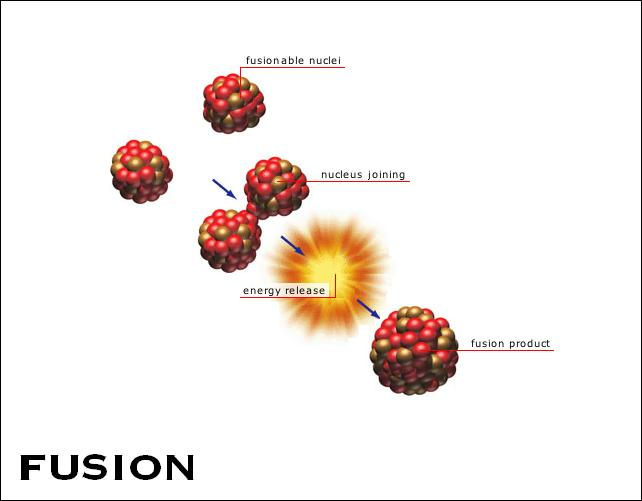 fusionable nuclei
nucleus joining
energy release
fusion product
FUSION